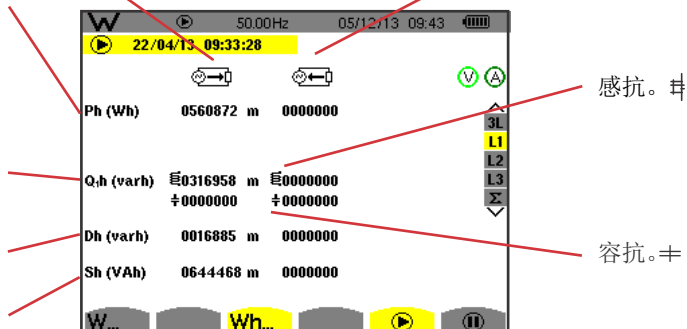 W 50.00Hz 05/12/13 09:43
22/04/13 09:33:28
V A
Ph (Wh) 0560872 m 0000000
3L
L1
L2
L3
Σ
感抗。
Q₁h (varh) 0316958 m 0000000
0000000 0000000
Dh (varh) 0016885 m 0000000
容抗。
Sh (VAh) 0644468 m 0000000
W... Wh...